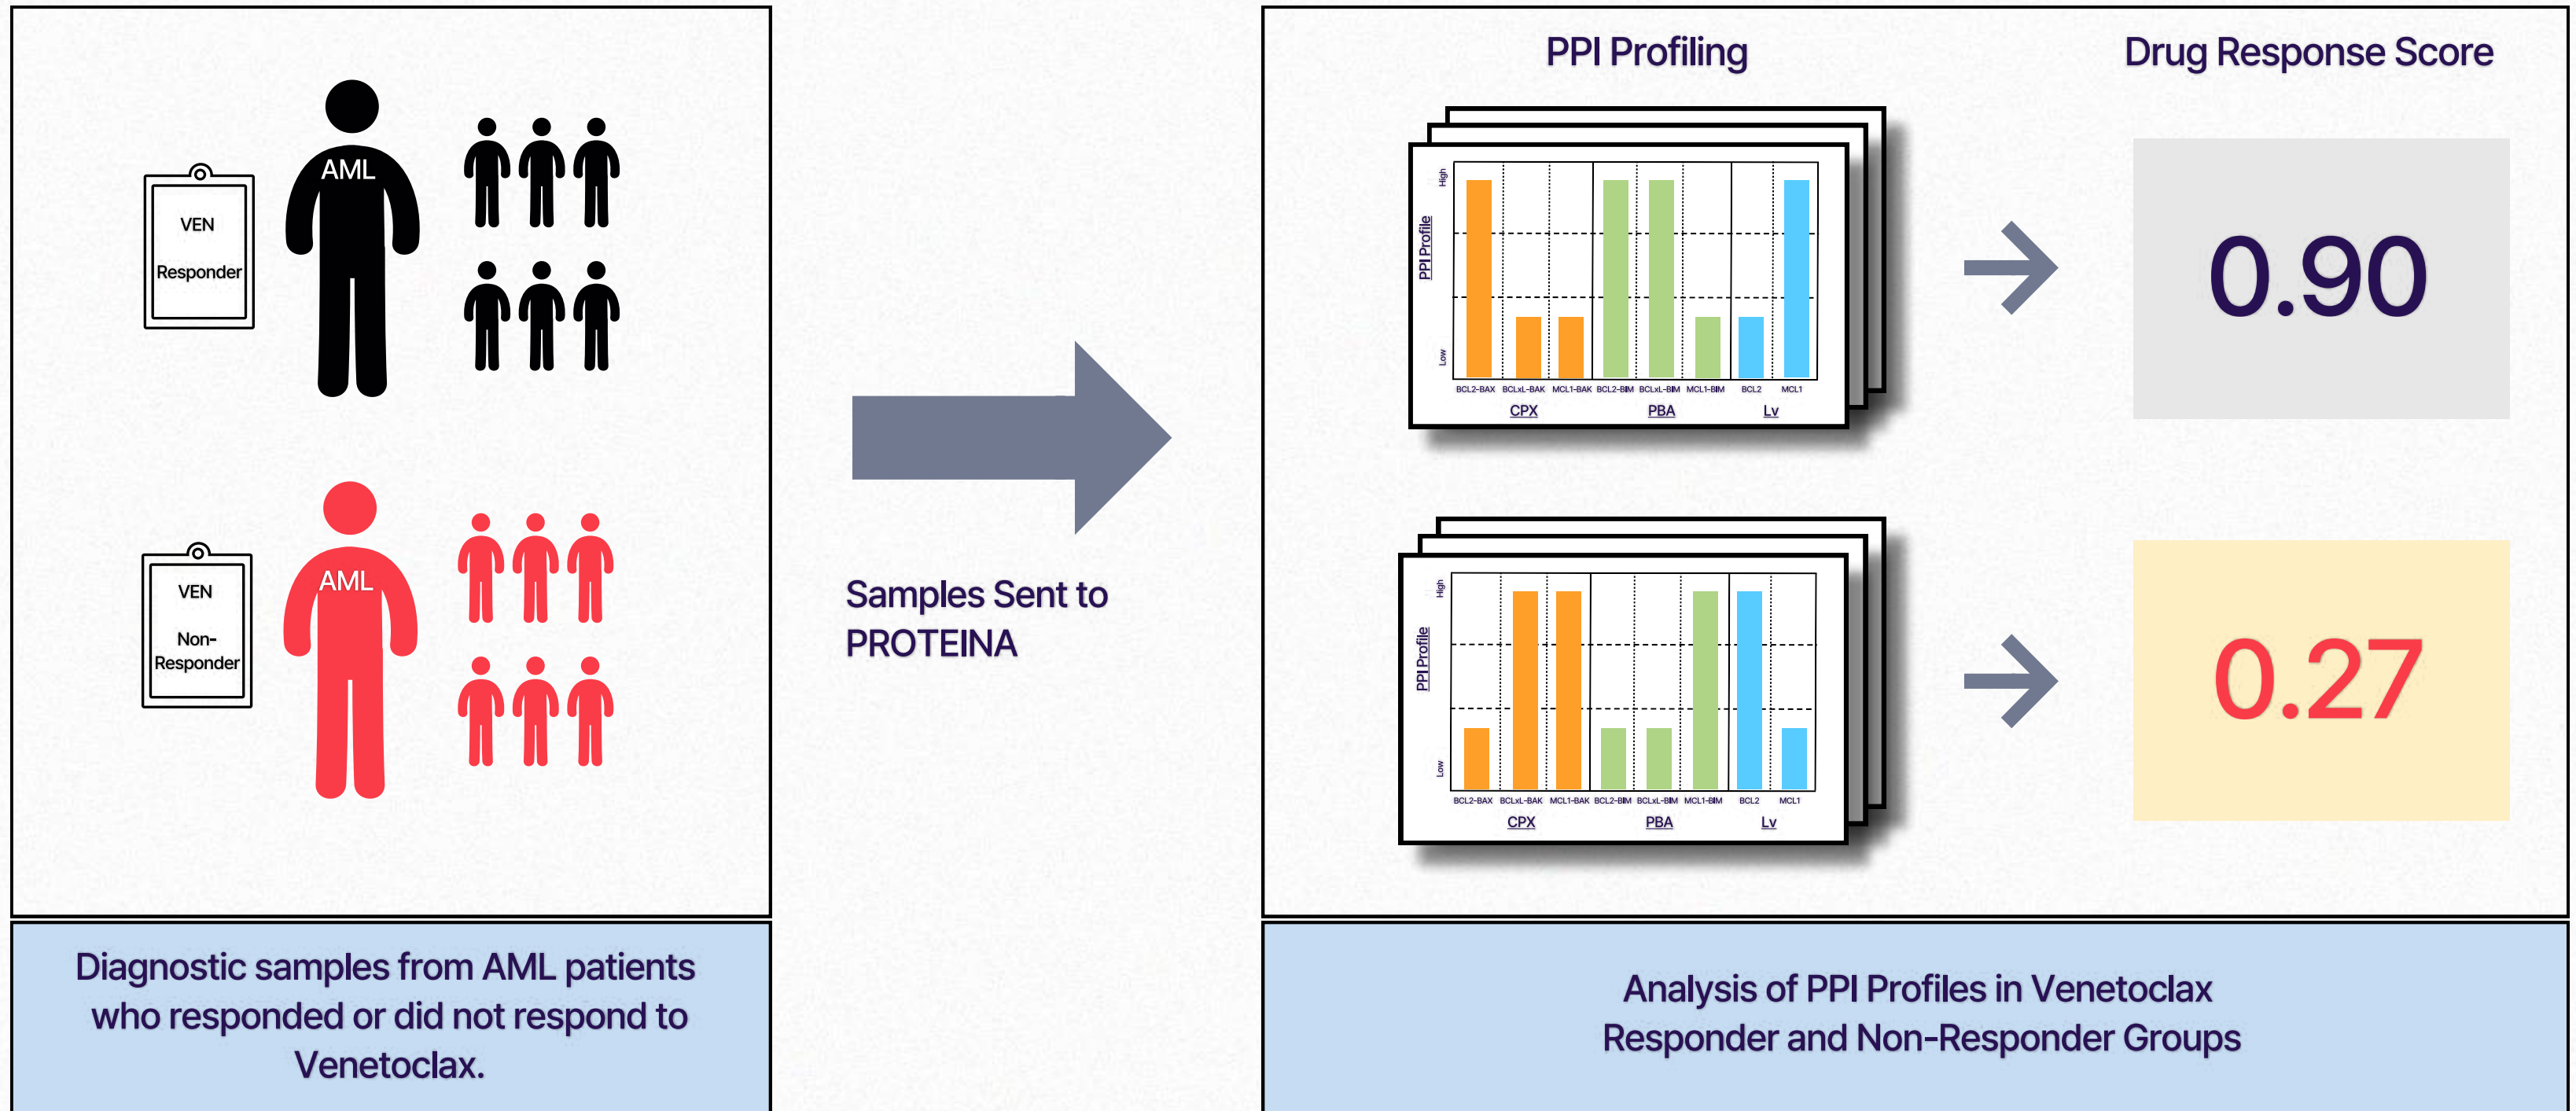 VEN
Responder
AML
VEN
Non-
Responder
AML
Diagnostic samples from AML patients
who responded or did not respond to
Venetoclax.
Samples Sent to
PROTEINA
PPI Profiling
Drug Response Score
High
PPI Profile
Low
BCL2-BAX BCLxL-BAK MCL1-BAK BCL2-BIM BCLxL-BIM MCL1-BIM BCL2 MCL1
CPX PBA Lv
0.90
High
PPI Profile
Low
BCL2-BAX BCLxL-BAK MCL1-BAK BCL2-BIM BCLxL-BIM MCL1-BIM BCL2 MCL1
CPX PBA Lv
0.27
Analysis of PPI Profiles in Venetoclax
Responder and Non-Responder Groups